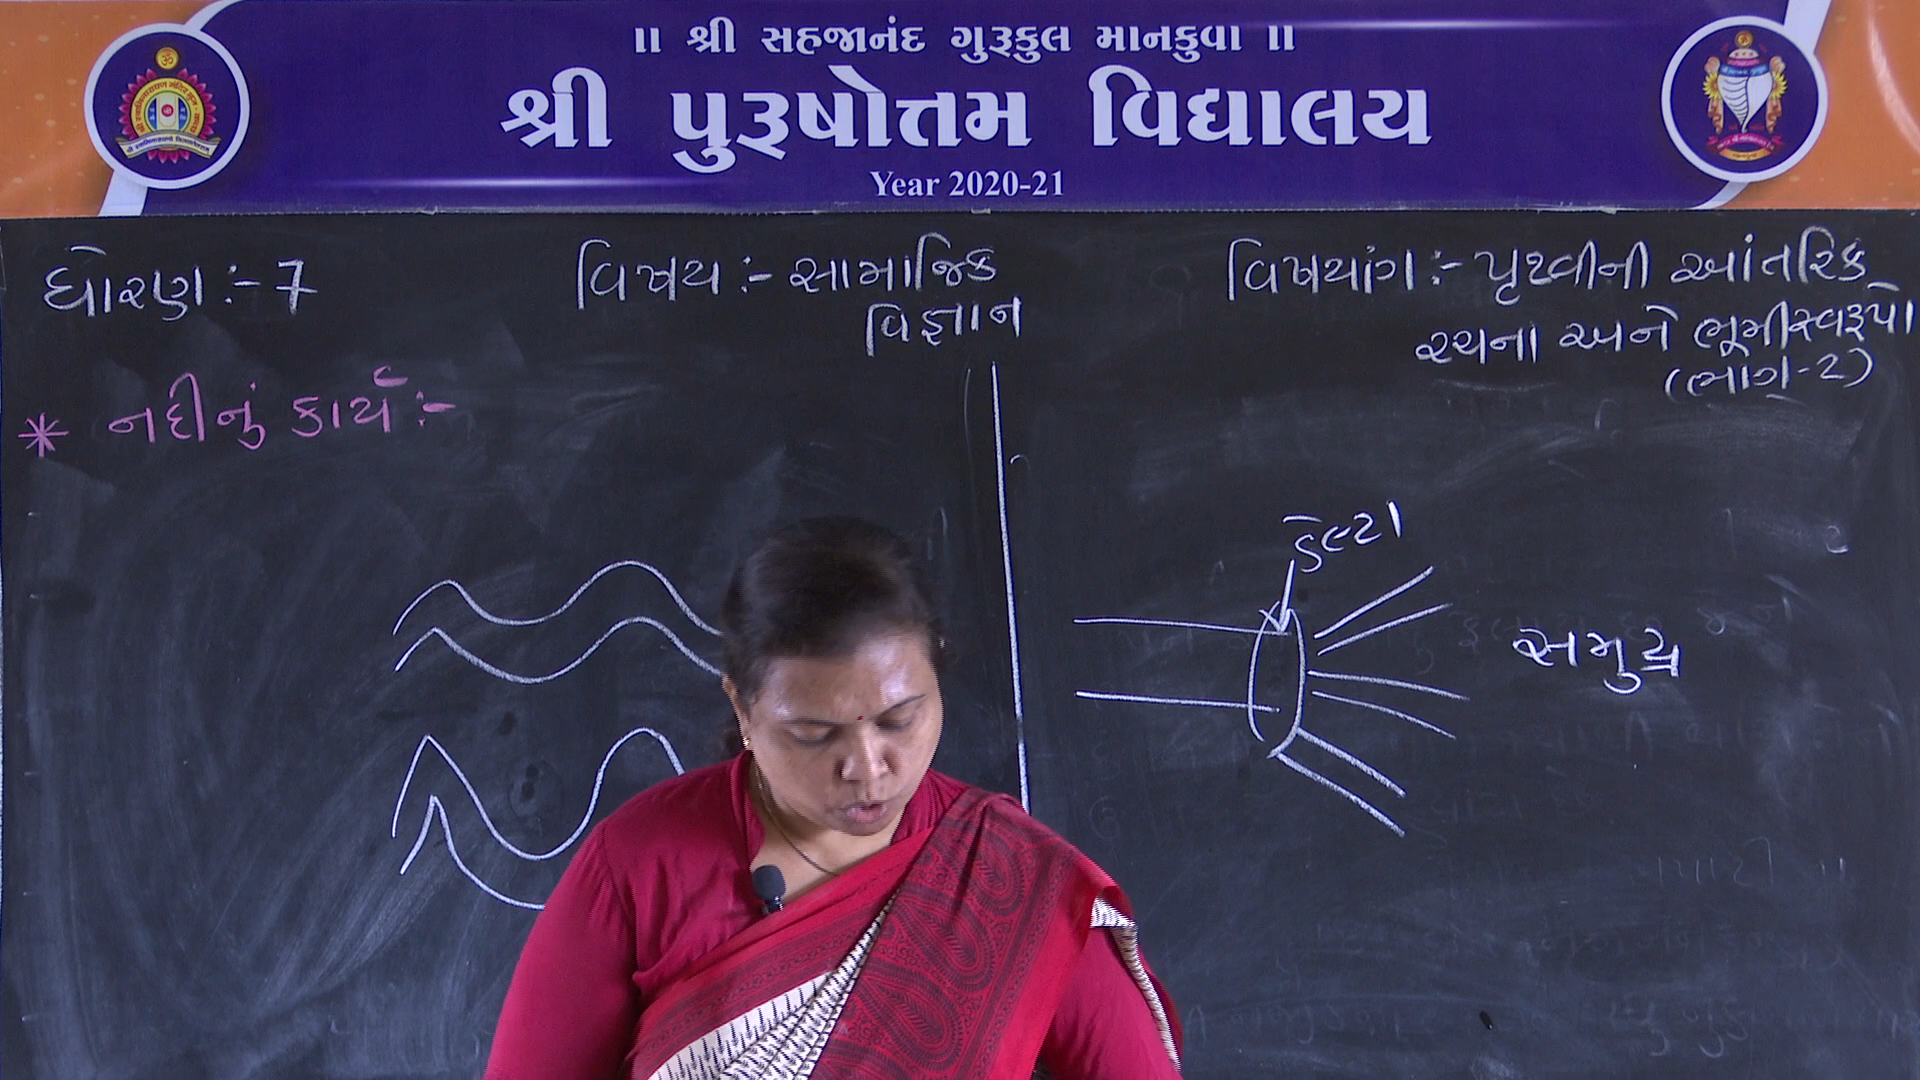 ॥ શ્રી સહજાનંદ ગુરૂકુલ માનકુવા ॥
શ્રી પુરૂષોત્તમ વિદ્યાલય
Year 2020-21
ધોરણ :- 7
વિષય :- સામાજિક
વિજ્ઞાન
વિષયાંગ :- પૃથ્વીની આંતરિક
રચના અને ભૂમીસ્વરૂપો
(ભાગ-2)
* નદીનું કાર્ય :-
ડેલ્ટા
સમુદ્ર